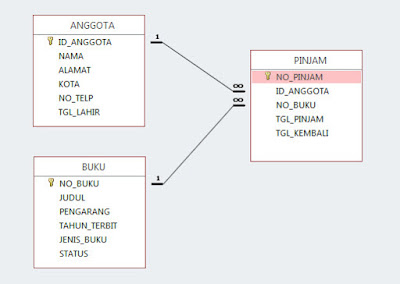 ANGGOTA
ID_ANGGOTA
NAMA
ALAMAT
KOTA
NO_TELP
TGL_LAHIR
1
PINJAM
NO_PINJAM
ID_ANGGOTA
NO_BUKU
TGL_PINJAM
TGL_KEMBALI
∞
∞
BUKU
NO_BUKU
JUDUL
PENGARANG
TAHUN_TERBIT
JENIS_BUKU
STATUS
1